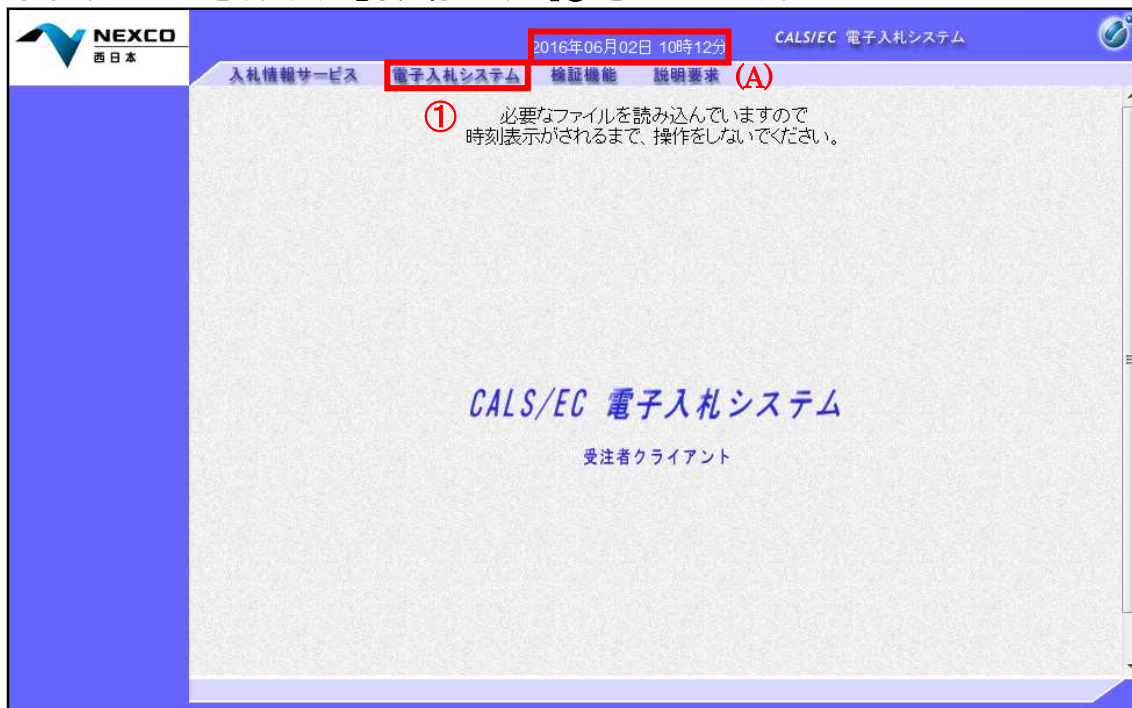 NEXCO
西日本
2016年06月02日 10時12分
CALS/EC 電子入札システム
入札情報サービス 電子入札システム 検証機能 説明要求 (A)
① 必要なファイルを読み込んでいますので
時刻表示がされるまで、操作をしないでください。
CALS/EC 電子入札システム
受注者クライアント